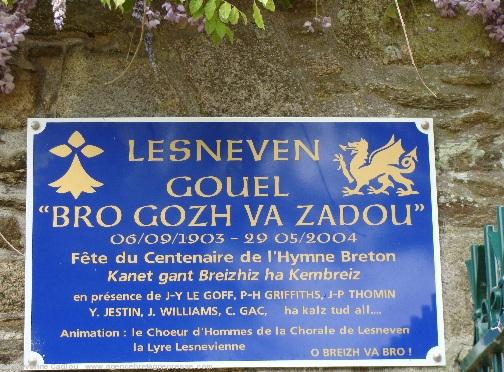 LESNEVEN
GOUEL
"BRO GOZH VA ZADOU"
06/09/1903 - 29 05/2004
Fête du Centenaire de l'Hymne Breton
Kanet gant Breizhiz ha Kembreiz
en présence de J-Y LE GOFF, P-H GRIFFITHS, J-P THOMIN
Y. JESTIN, J. WILLIAMS, C. GAC, ha kalz tud all....
Animation : le Choeur d'Hommes de la Chorale de Lesneven
la Lyre Lesnevienne
O BREIZH VA BRO !